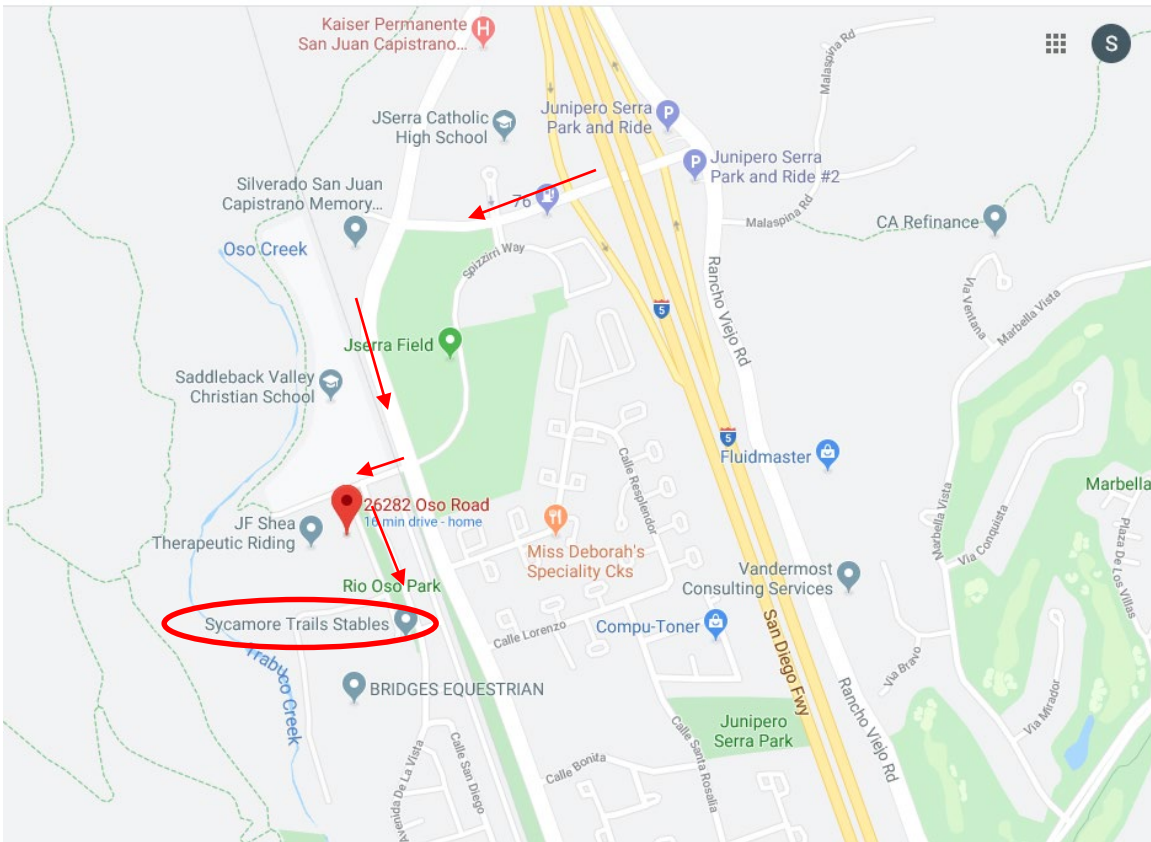 Kaiser Permanente
San Juan Capistrano...
H
S
Malaspina Rd
JSerra Catholic
High School
Junipero Serra
Park and Ride
P
P
Junipero Serra
Park and Ride #2
Silverado San Juan
Capistrano Memory...
76
Malaspina Rd
CA Refinance
Oso Creek
Spizzirri Way
Rancho Viejo Rd
Via Ventana
Marbella Vista
5
Jserra Field
Saddleback Valley
Christian School
5
Fluidmaster
Calle Resplendor
Marbella Vista
Marbella
26282 Oso Road
16 min drive - home
JF Shea
Therapeutic Riding
Via Conquista
Plaza De Los Villas
Miss Deborah's
Speciality Cks
Vandermost
Consulting Services
Rio Oso Park
Sycamore Trails Stables
Calle Lorenzo
Compu-Toner
San Diego Fwy
Trabuco Creek
Via Bravo
BRIDGES EQUESTRIAN
Rancho Viejo Rd
Via Mirador
Junipero
Serra Park
Calle Santa Rosalia
Avenida De La Vista
Calle San Diego
Calle Bonita